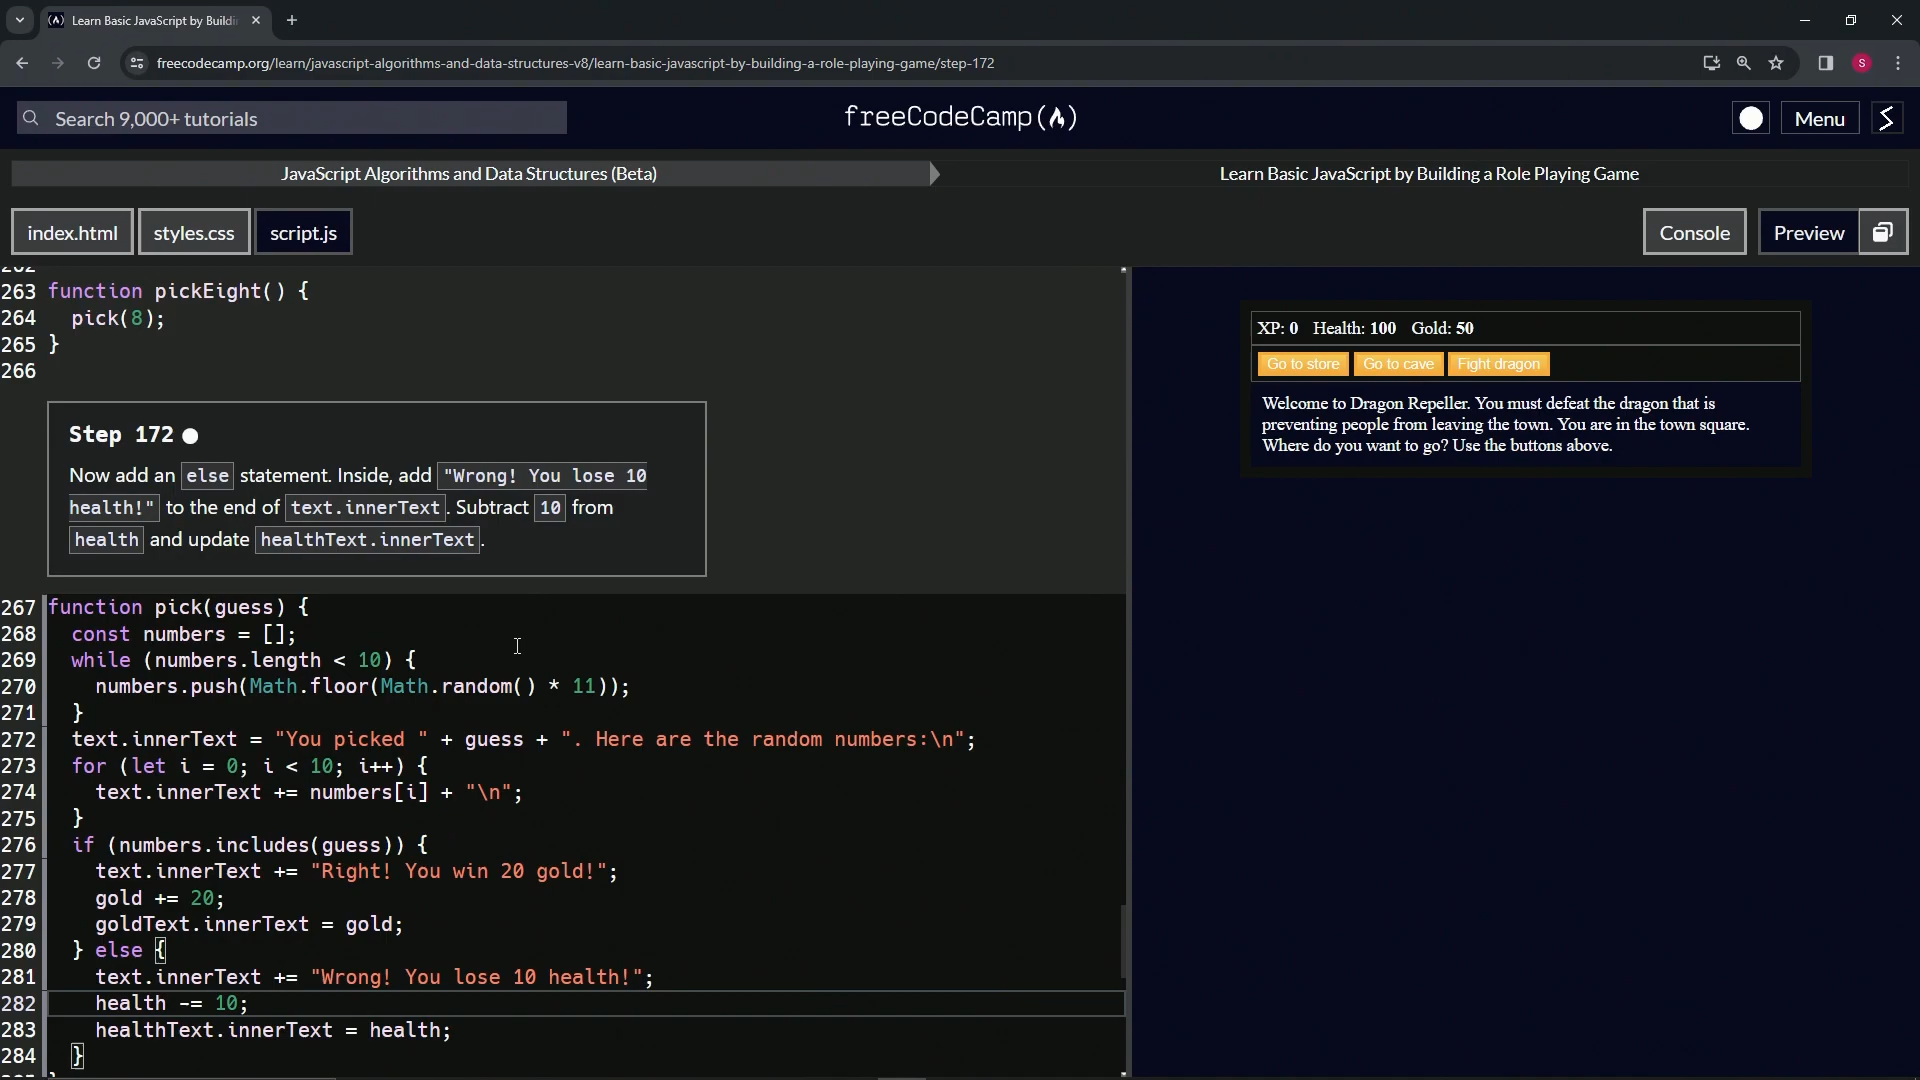 Learn Basic JavaScript by Buildi
freecodecamp.org/learn/javascript-algorithms-and-data-structures-v8/learn-basic-javascript-by-building-a-role-playing-game/step-172
S
Search 9,000+ tutorials
freeCodeCamp(🔥)
Menu
JavaScript Algorithms and Data Structures (Beta)
Learn Basic JavaScript by Building a Role Playing Game
index.html
styles.css
script.js
Console
Preview
262
263 function pickEight() {
264   pick(8);
265 }
266
Step 172
Now add an else statement. Inside, add "Wrong! You lose 10
health!" to the end of text.innerText. Subtract 10 from
health and update healthText.innerText.
267 function pick(guess) {
268   const numbers = [];
269   while (numbers.length < 10) {
270     numbers.push(Math.floor(Math.random() * 11));
271   }
272   text.innerText = "You picked " + guess + ". Here are the random numbers:\n";
273   for (let i = 0; i < 10; i++) {
274     text.innerText += numbers[i] + "\n";
275   }
276   if (numbers.includes(guess)) {
277     text.innerText += "Right! You win 20 gold!";
278     gold += 20;
279     goldText.innerText = gold;
280   } else {
281     text.innerText += "Wrong! You lose 10 health!";
282     health -= 10;
283     healthText.innerText = health;
284   }
XP: 0 Health: 100 Gold: 50
Go to store Go to cave Fight dragon
Welcome to Dragon Repeller. You must defeat the dragon that is
preventing people from leaving the town. You are in the town square.
Where do you want to go? Use the buttons above.